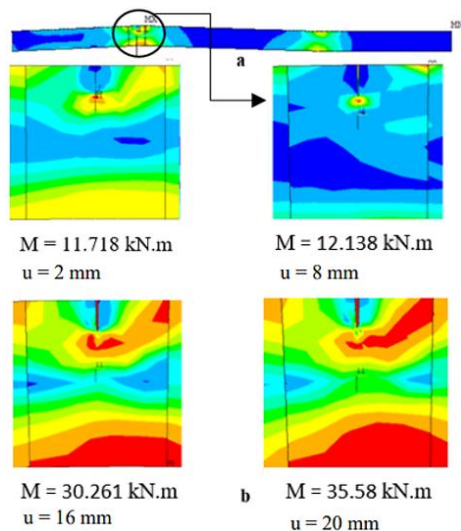 MX
a
M = 11.718 kN.m
u = 2 mm
M = 12.138 kN.m
u = 8 mm
M = 30.261 kN.m
u = 16 mm
b
M = 35.58 kN.m
u = 20 mm